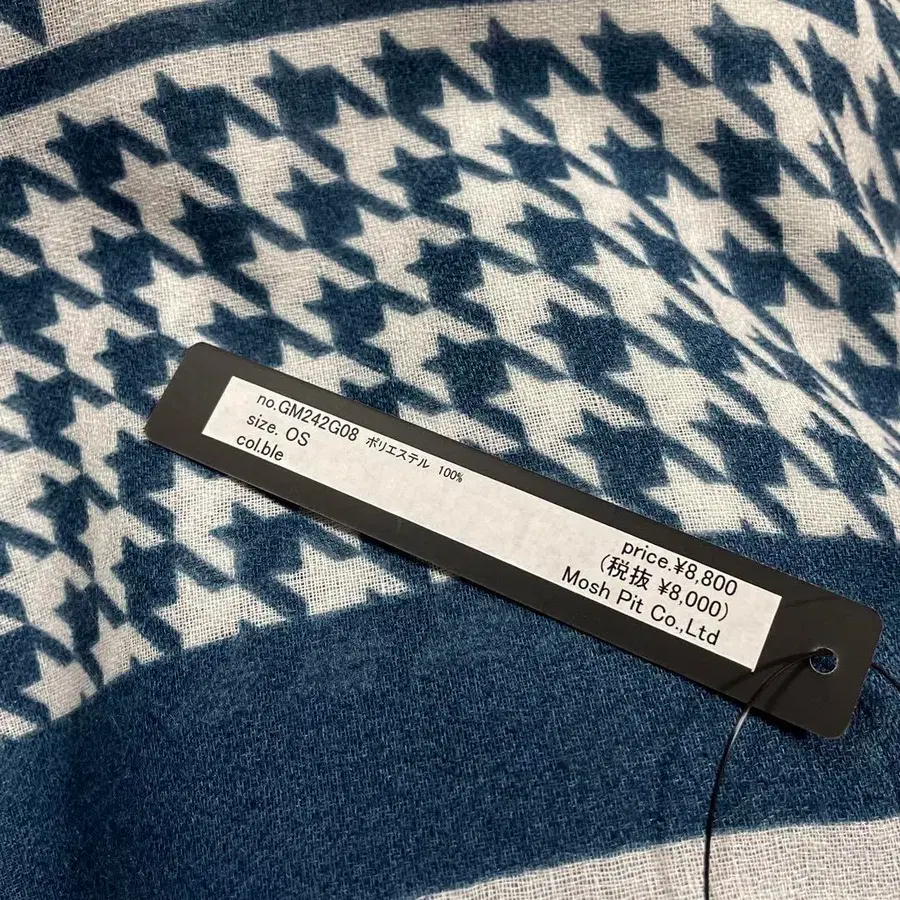 no.GM242G08 ポリエステル 100%
size. OS
col.ble
price.¥8,800
(税抜 ¥8,000)
Mosh Pit Co.,Ltd